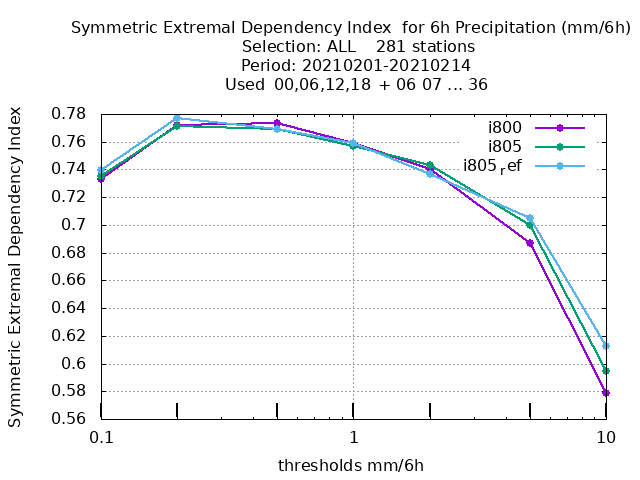 Symmetric Extremal Dependency Index  for 6h Precipitation (mm/6h)
Selection: ALL    281 stations
Period: 20210201-20210214
Used  00,06,12,18  + 06 07 ... 36
Symmetric Extremal Dependency Index
0.78
0.76
0.74
0.72
0.7
0.68
0.66
0.64
0.62
0.6
0.58
0.56
i800
i805
i805ref
0.1
1
10
thresholds mm/6h